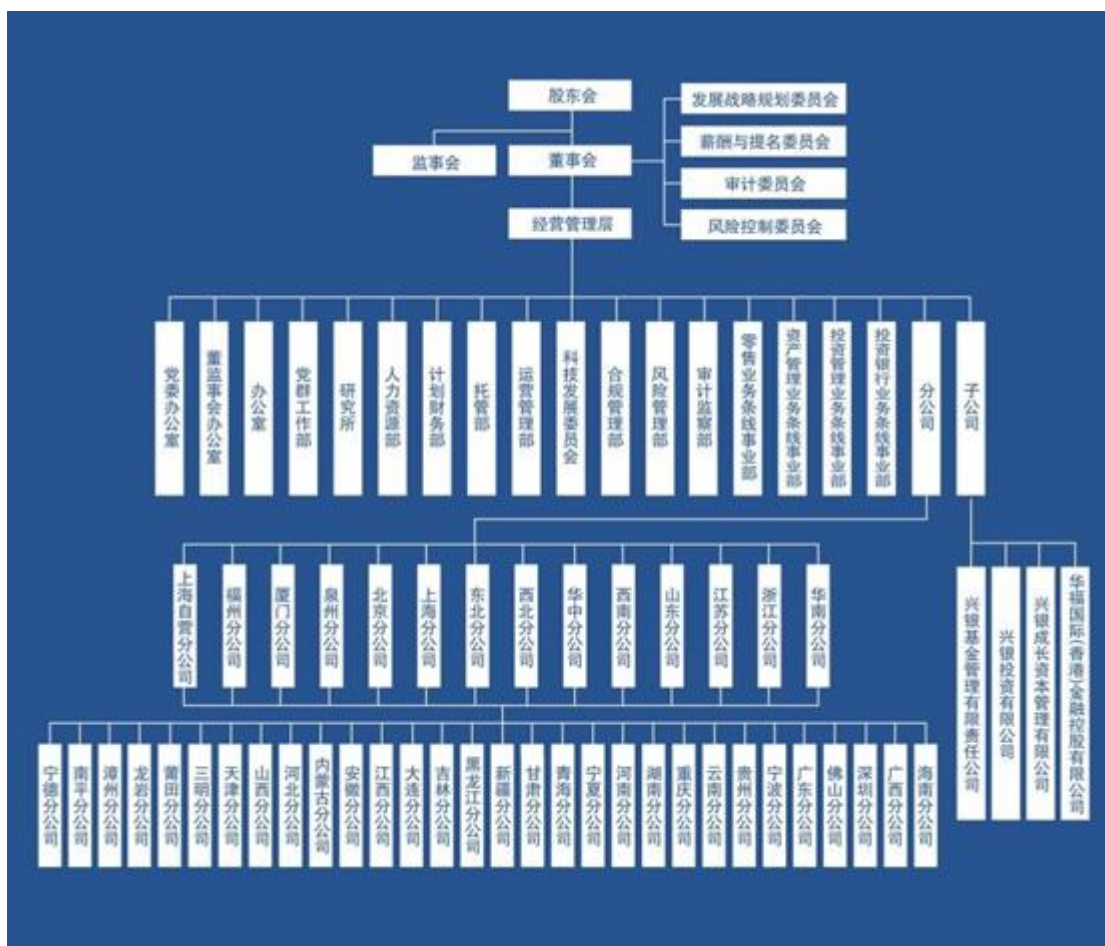 股东会
监事会
董事会
经营管理层
发展战略规划委员会
薪酬与提名委员会
审计委员会
风险控制委员会
党委办公室
董监事会办公室
办公室
党群工作部
研究所
人力资源部
计划财务部
托管部
运营管理部
科技发展委员会
合规管理部
风险管理部
审计监察部
零售业务条线事业部
资产管理业务条线事业部
投资管理业务条线事业部
投资银行业务条线事业部
分公司
子公司
上海自营分公司
福州分公司
厦门分公司
泉州分公司
北京分公司
上海分公司
东北分公司
西北分公司
华中分公司
西南分公司
山东分公司
江苏分公司
浙江分公司
华南分公司
兴银基金管理有限责任公司
兴银投资有限公司
兴银成长资本管理有限公司
华福国际(香港)金融控股有限公司
宁德分公司
南平分公司
漳州分公司
龙岩分公司
莆田分公司
三明分公司
天津分公司
山西分公司
河北分公司
内蒙古分公司
安徽分公司
江西分公司
大连分公司
吉林分公司
黑龙江分公司
新疆分公司
甘肃分公司
青海分公司
宁夏分公司
河南分公司
湖南分公司
重庆分公司
云南分公司
贵州分公司
宁波分公司
广东分公司
佛山分公司
深圳分公司
广西分公司
海南分公司